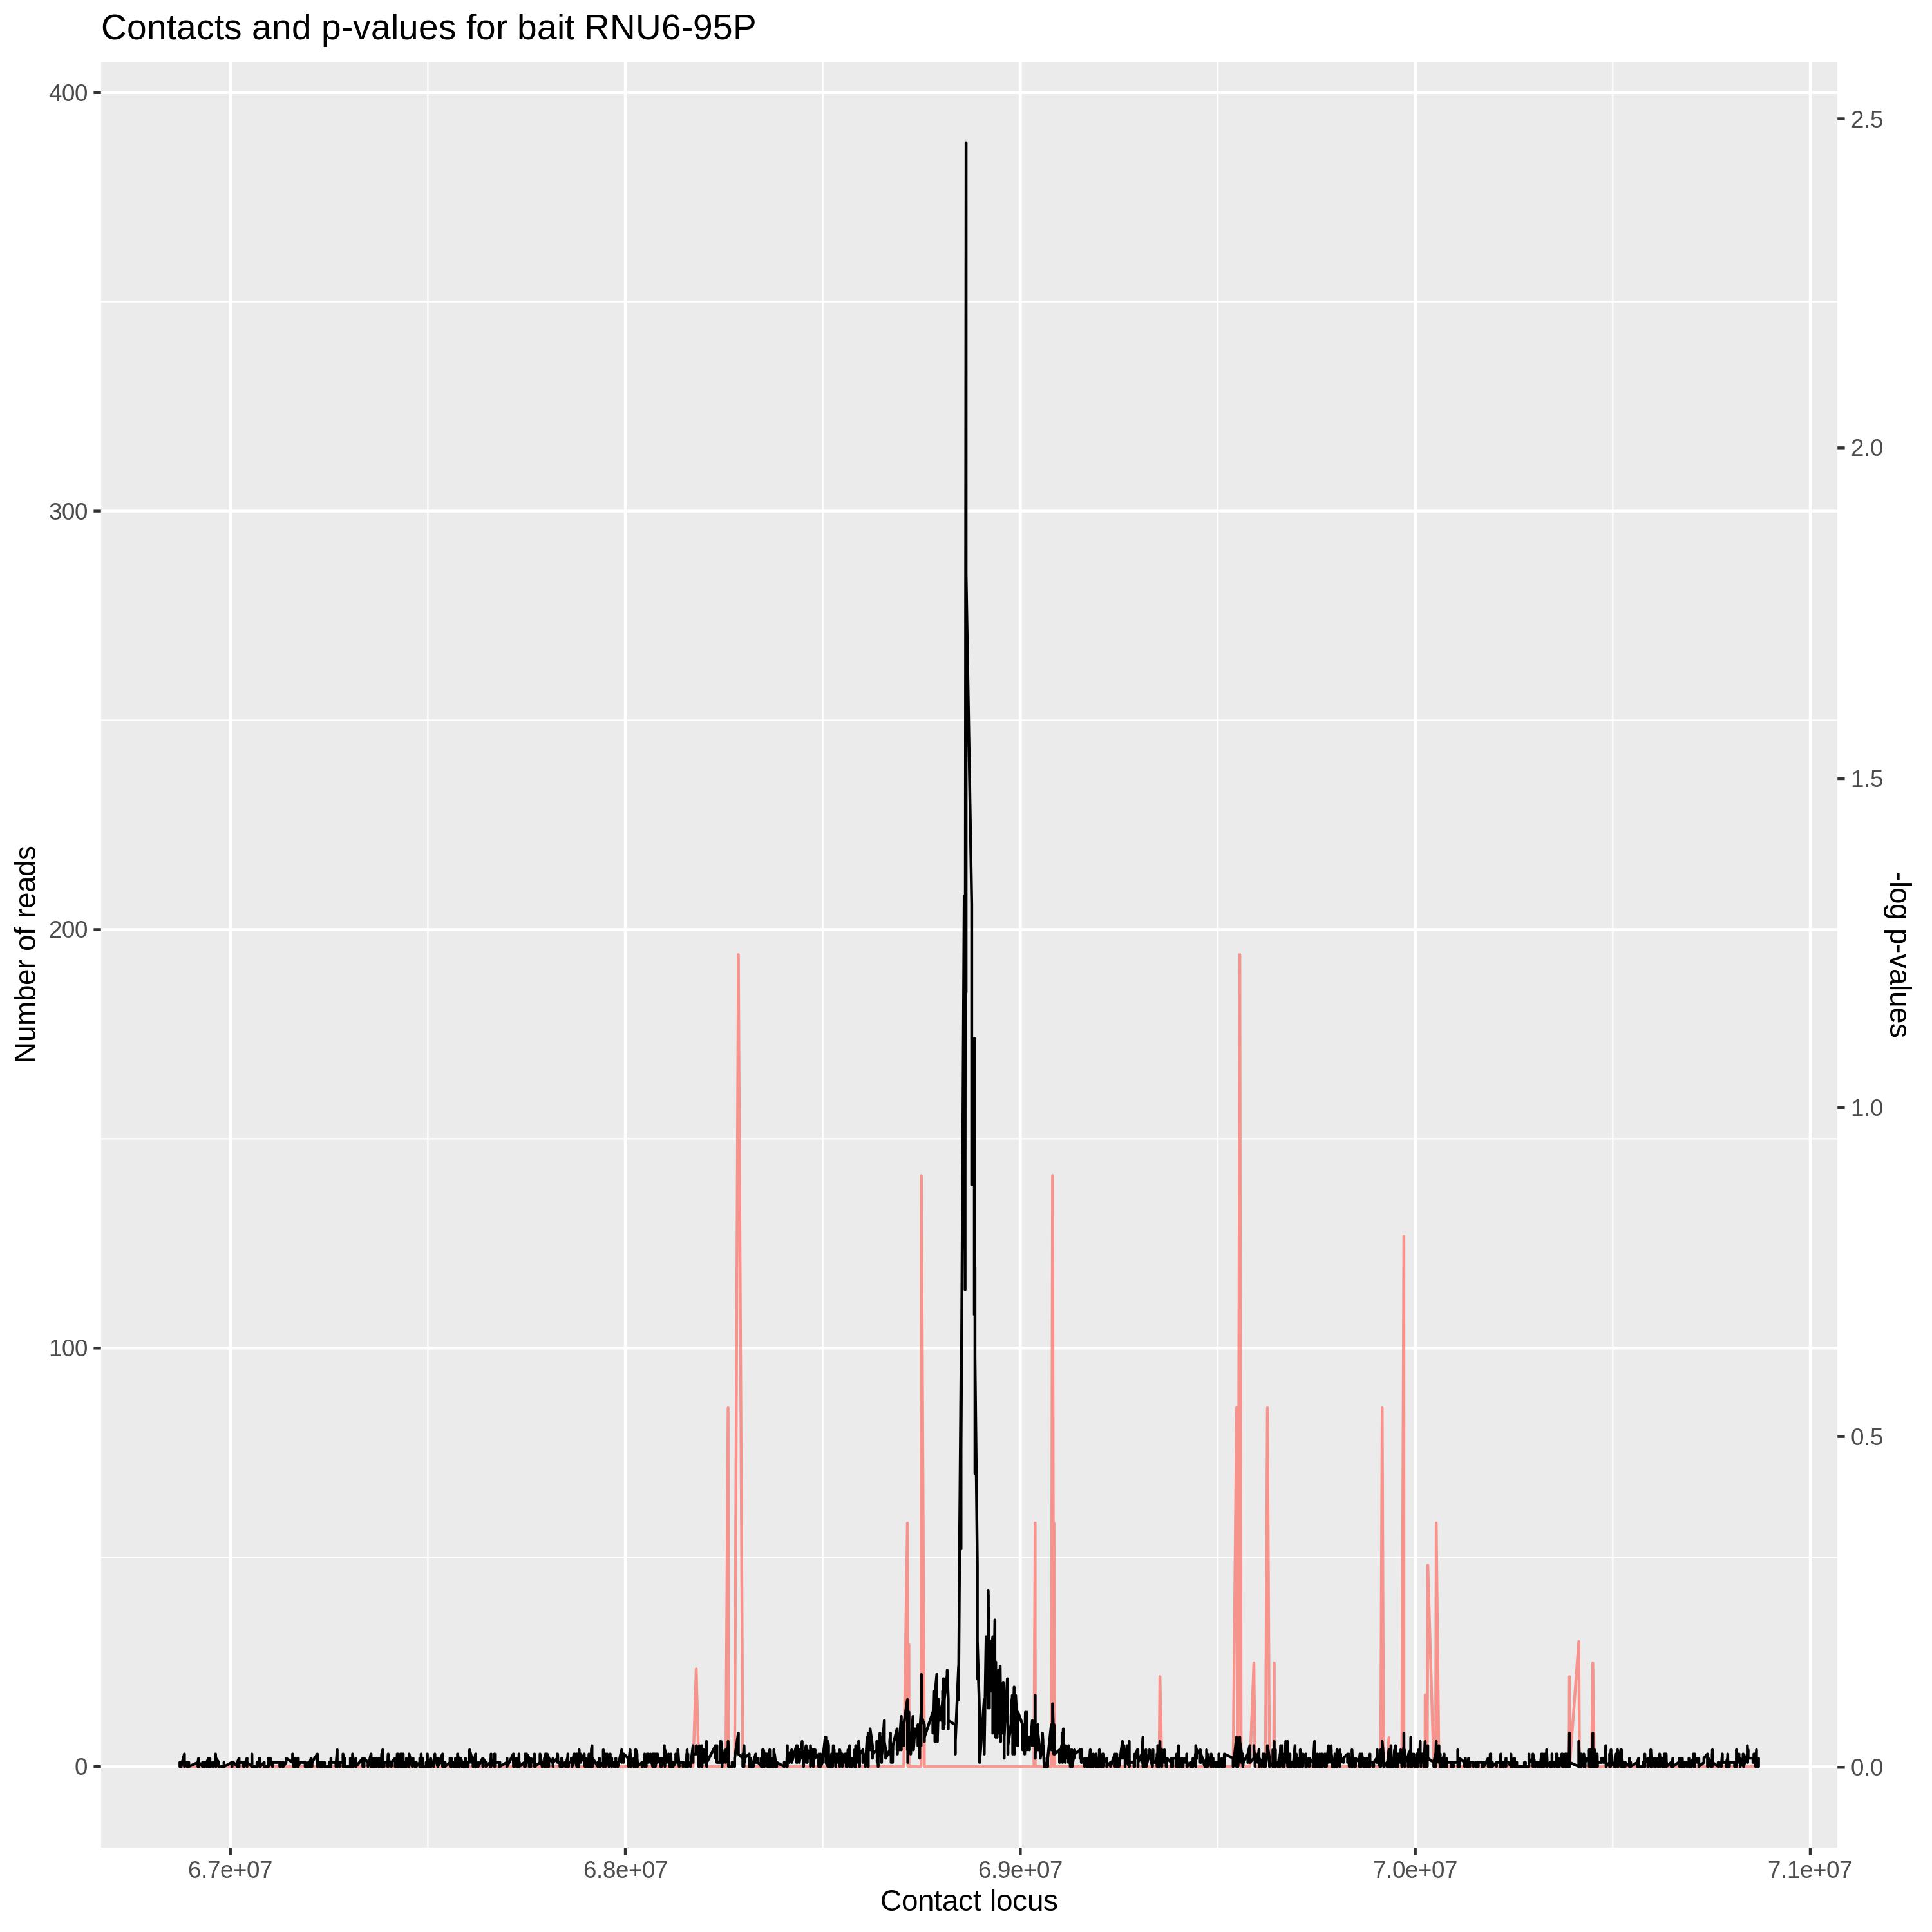 Contacts and p-values for bait RNU6-95P
400
300
200
100
0
Number of reads
2.5
2.0
1.5
1.0
0.5
0.0
-log p-values
6.7e+07
6.8e+07
6.9e+07
7.0e+07
7.1e+07
Contact locus